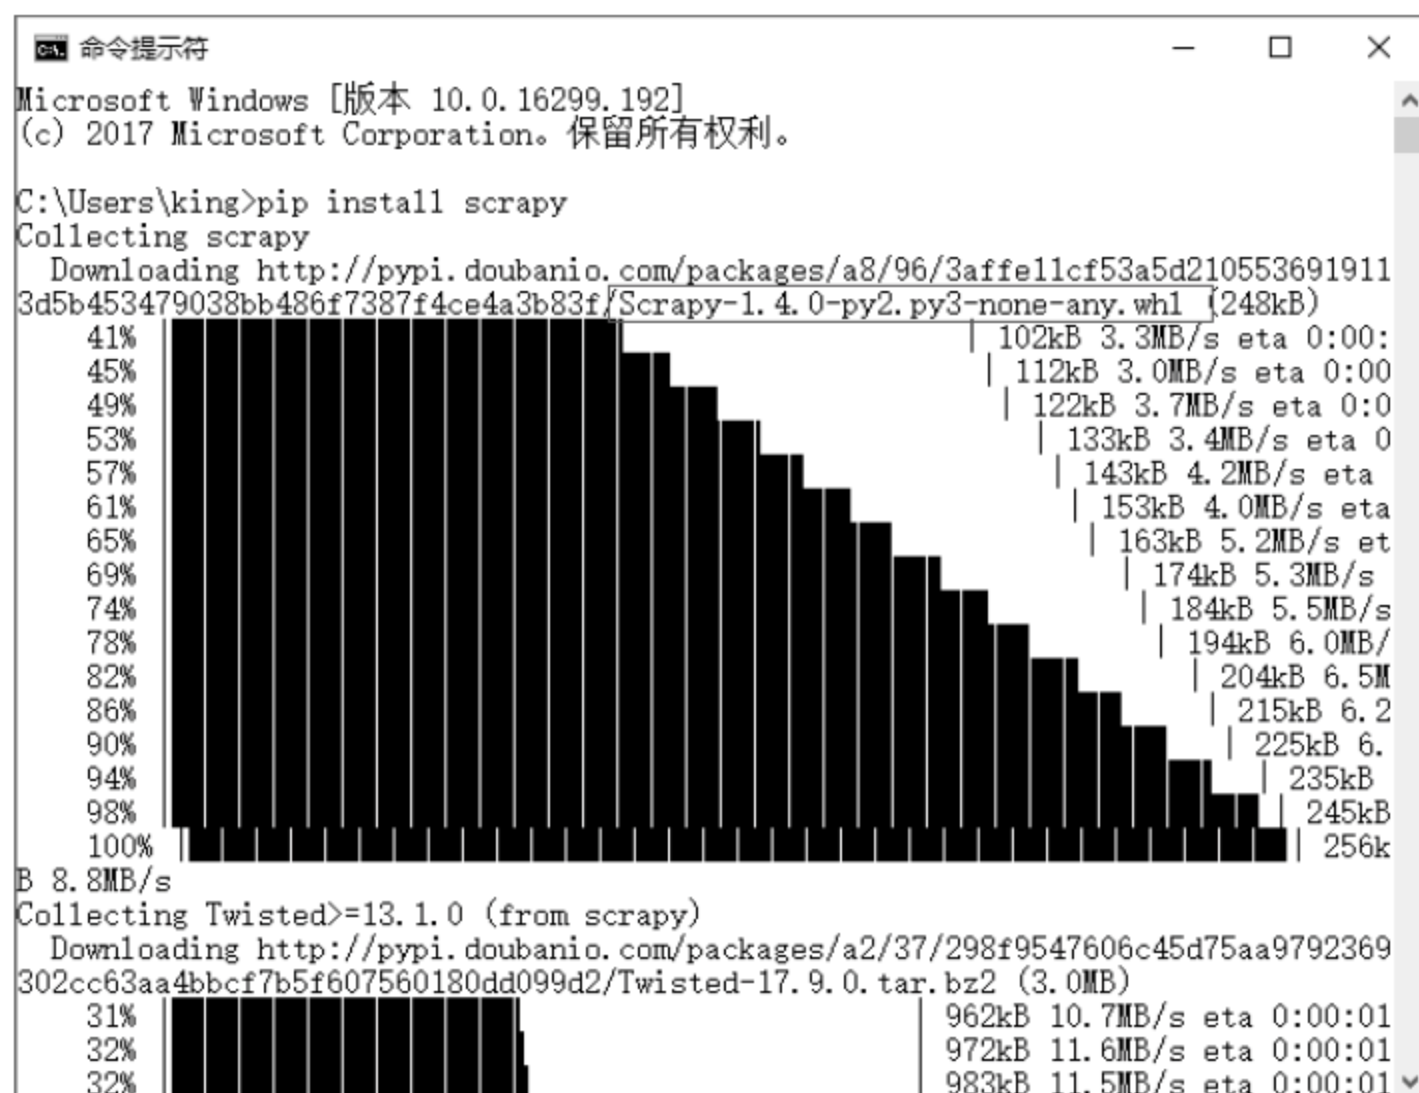 命令提示符
Microsoft Windows [版本 10.0.16299.192]
(c) 2017 Microsoft Corporation。保留所有权利。
C:\Users\king>pip install scrapy
Collecting scrapy
Downloading http://pypi.doubanio.com/packages/a8/96/3affe11cf53a5d210553691911
3d5b453479038bb486f7387f4ce4a3b83f/Scrapy-1.4.0-py2.py3-none-any.whl (248kB)
41% | | 102kB 3.3MB/s eta 0:00:
45% | | 112kB 3.0MB/s eta 0:00
49% | | 122kB 3.7MB/s eta 0:0
53% | | 133kB 3.4MB/s eta 0
57% | | 143kB 4.2MB/s eta
61% | | 153kB 4.0MB/s eta
65% | | 163kB 5.2MB/s et
69% | | 174kB 5.3MB/s
74% | | 184kB 5.5MB/s
78% | | 194kB 6.0MB/
82% | | 204kB 6.5M
86% | | 215kB 6.2
90% | | 225kB 6.
94% | | 235kB
98% | | 245kB
100% | | 256k
B 8.8MB/s
Collecting Twisted>=13.1.0 (from scrapy)
Downloading http://pypi.doubanio.com/packages/a2/37/298f9547606c45d75aa9792369
302cc63aa4bbcf7b5f607560180dd099d2/Twisted-17.9.0.tar.bz2 (3.0MB)
31% | | 962kB 10.7MB/s eta 0:00:01
32% | | 972kB 11.6MB/s eta 0:00:01
32% | | 983kB 11.5MB/s eta 0:00:01